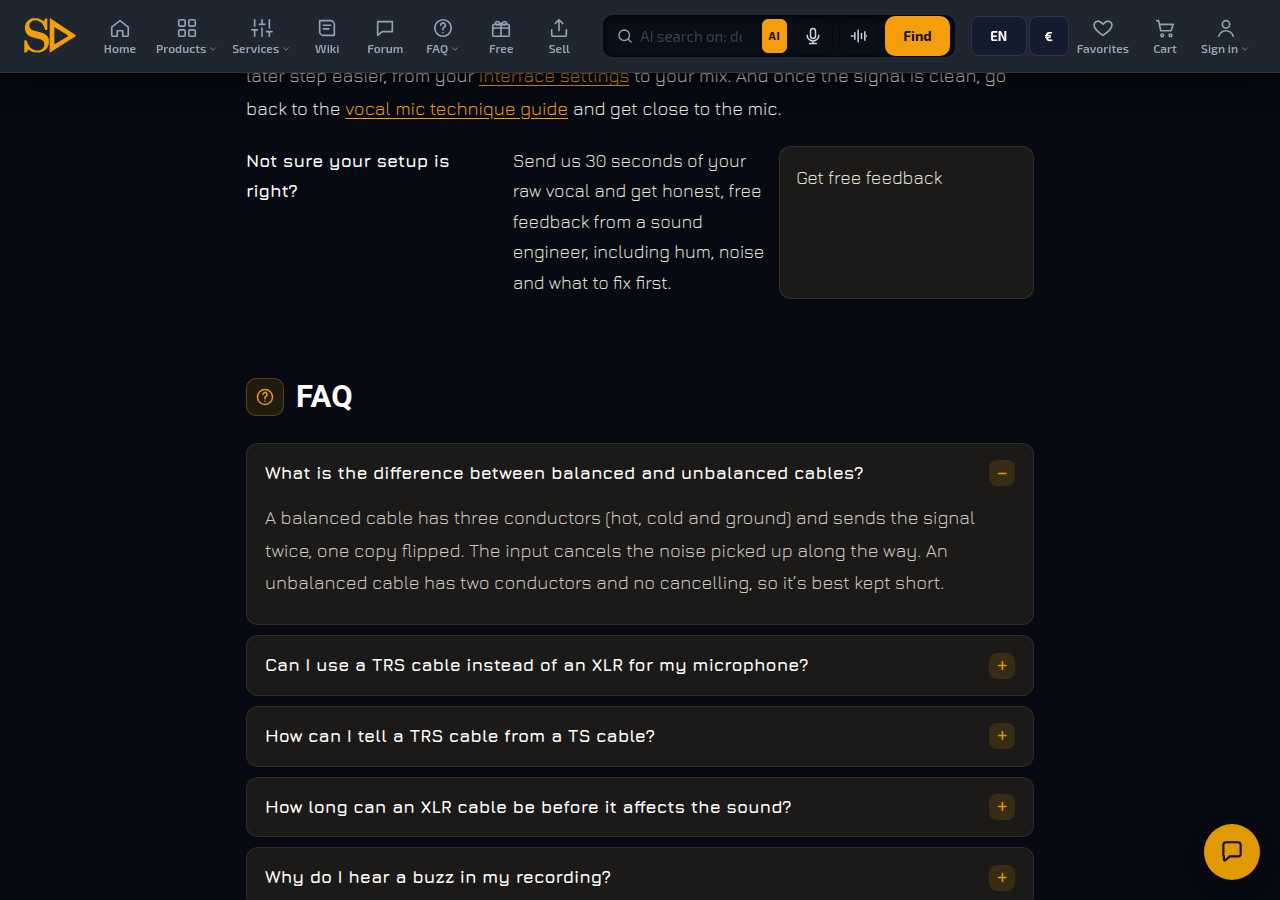 SD
Home
Products
Services
Wiki
Forum
FAQ
Free
Sell
AI search on: d
AI
Find
EN
€
Favorites
Cart
Sign in
later step easier, from your interface settings to your mix. And once the signal is clean, go
back to the vocal mic technique guide and get close to the mic.
Not sure your setup is
right?
Send us 30 seconds of your
raw vocal and get honest, free
feedback from a sound
engineer, including hum, noise
and what to fix first.
Get free feedback
FAQ
What is the difference between balanced and unbalanced cables?
A balanced cable has three conductors (hot, cold and ground) and sends the signal
twice, one copy flipped. The input cancels the noise picked up along the way. An
unbalanced cable has two conductors and no cancelling, so it's best kept short.
Can I use a TRS cable instead of an XLR for my microphone?
How can I tell a TRS cable from a TS cable?
How long can an XLR cable be before it affects the sound?
Why do I hear a buzz in my recording?